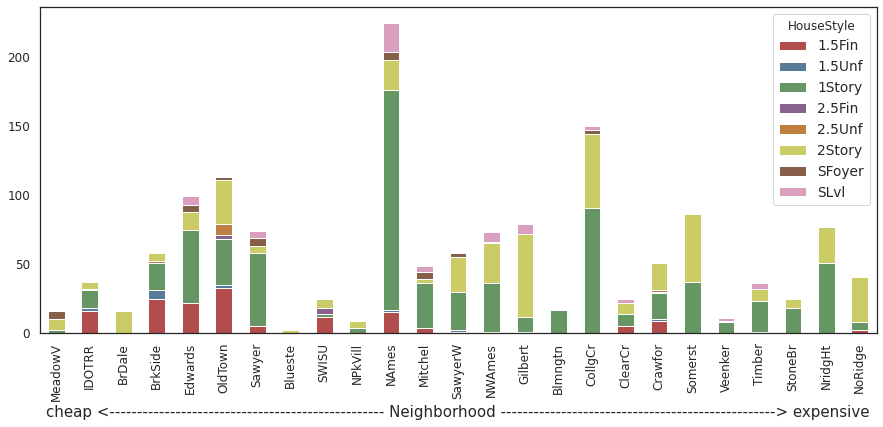 HouseStyle
1.5Fin
1.5Unf
1Story
2.5Fin
2.5Unf
2Story
SFoyer
SLvl
200
150
100
50
0
MeadowV
IDOTRR
BrDale
BrkSide
Edwards
OldTown
Sawyer
Blueste
SWISU
NPkVill
NAmes
Mitchel
SawyerW
NWAmes
Gilbert
Blmngtn
CollgCr
ClearCr
Crawfor
Somerst
Veenker
Timber
StoneBr
NridgHt
NoRidge
cheap <------------------------------------------------ Neighborhood ------------------------------------------------> expensive